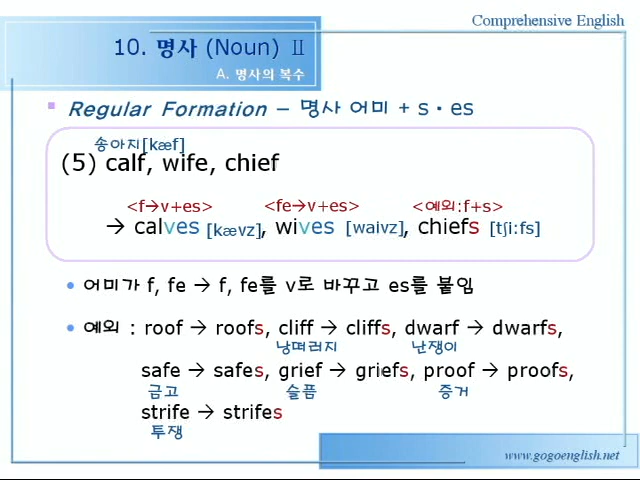 Comprehensive English
10. 명사 (Noun) Ⅱ
A. 명사의 복수
Regular Formation – 명사 어미 + s · es
송아지[kæf]
(5) calf, wife, chief
<f→v+es> <fe→v+es> <예외:f+s>
→ calves [kævz], wives [waivz], chiefs [tʃi:fs]
• 어미가 f, fe → f, fe를 v로 바꾸고 es를 붙임
• 예외 : roof → roofs, cliff → cliffs, dwarf → dwarfs,
낭떠러지 난쟁이
safe → safes, grief → griefs, proof → proofs,
금고 슬픔 증거
strife → strifes
투쟁
www.gogoenglish.net